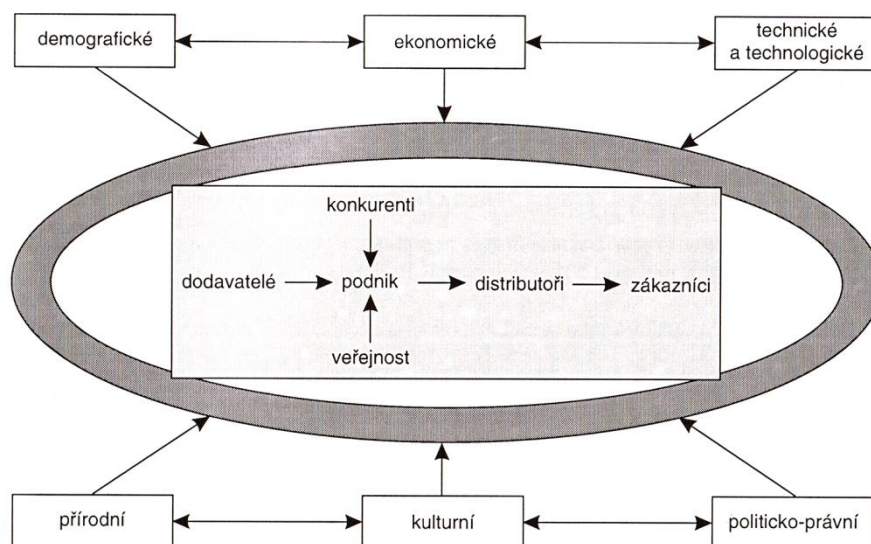 demografické
ekonomické
technické
a technologické
konkurenti
dodavatelé
podnik
distributoři
zákazníci
veřejnost
přírodní
kulturní
politicko-právní